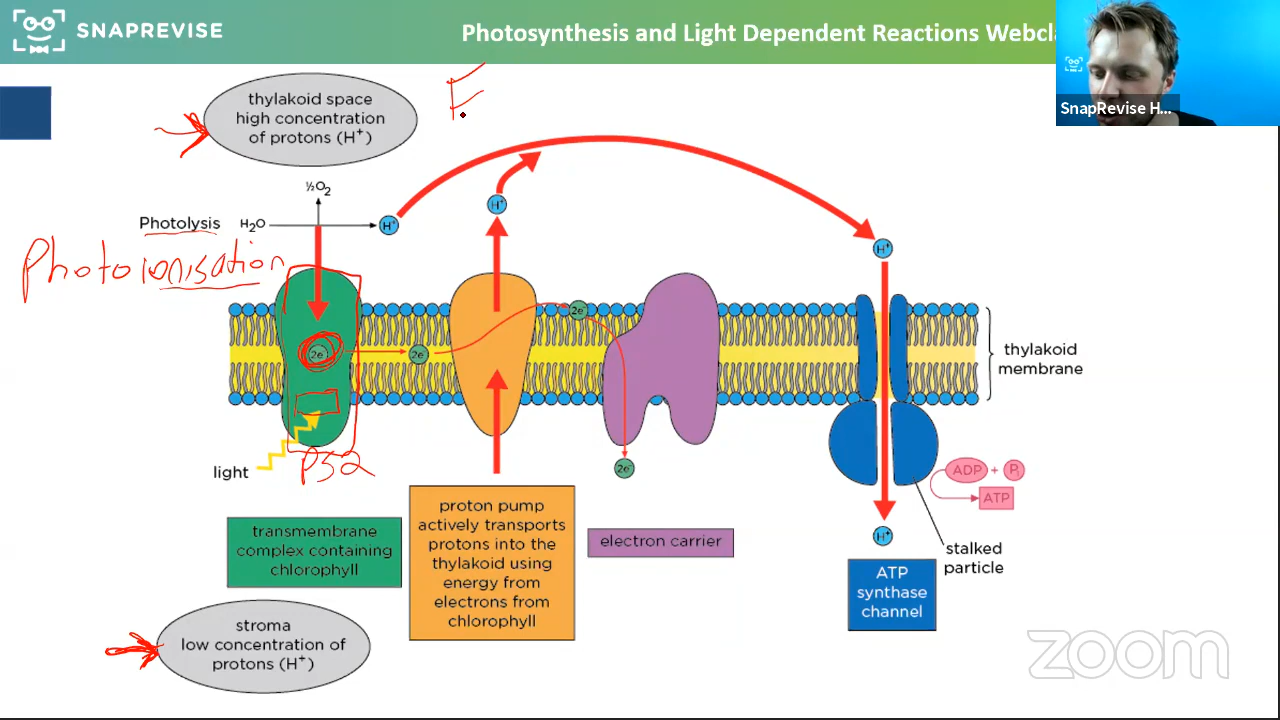 SNAPREVISE
Photosynthesis and Light Dependent Reactions Webcla
SnapRevise H...
thylakoid space
high concentration
of protons (H⁺)
E
½O₂
Photolysis
H₂O
H⁺
H⁺
H⁺
Photoionisation
2e⁻
2e⁻
2e⁻
thylakoid
membrane
light
PS2
2e⁻
ADP + Pᵢ
ATP
proton pump
actively transports
protons into the
thylakoid using
energy from
electrons from
chlorophyll
transmembrane
complex containing
chlorophyll
electron carrier
H⁺
stalked
particle
ATP
synthase
channel
stroma
low concentration of
protons (H⁺)
zoom